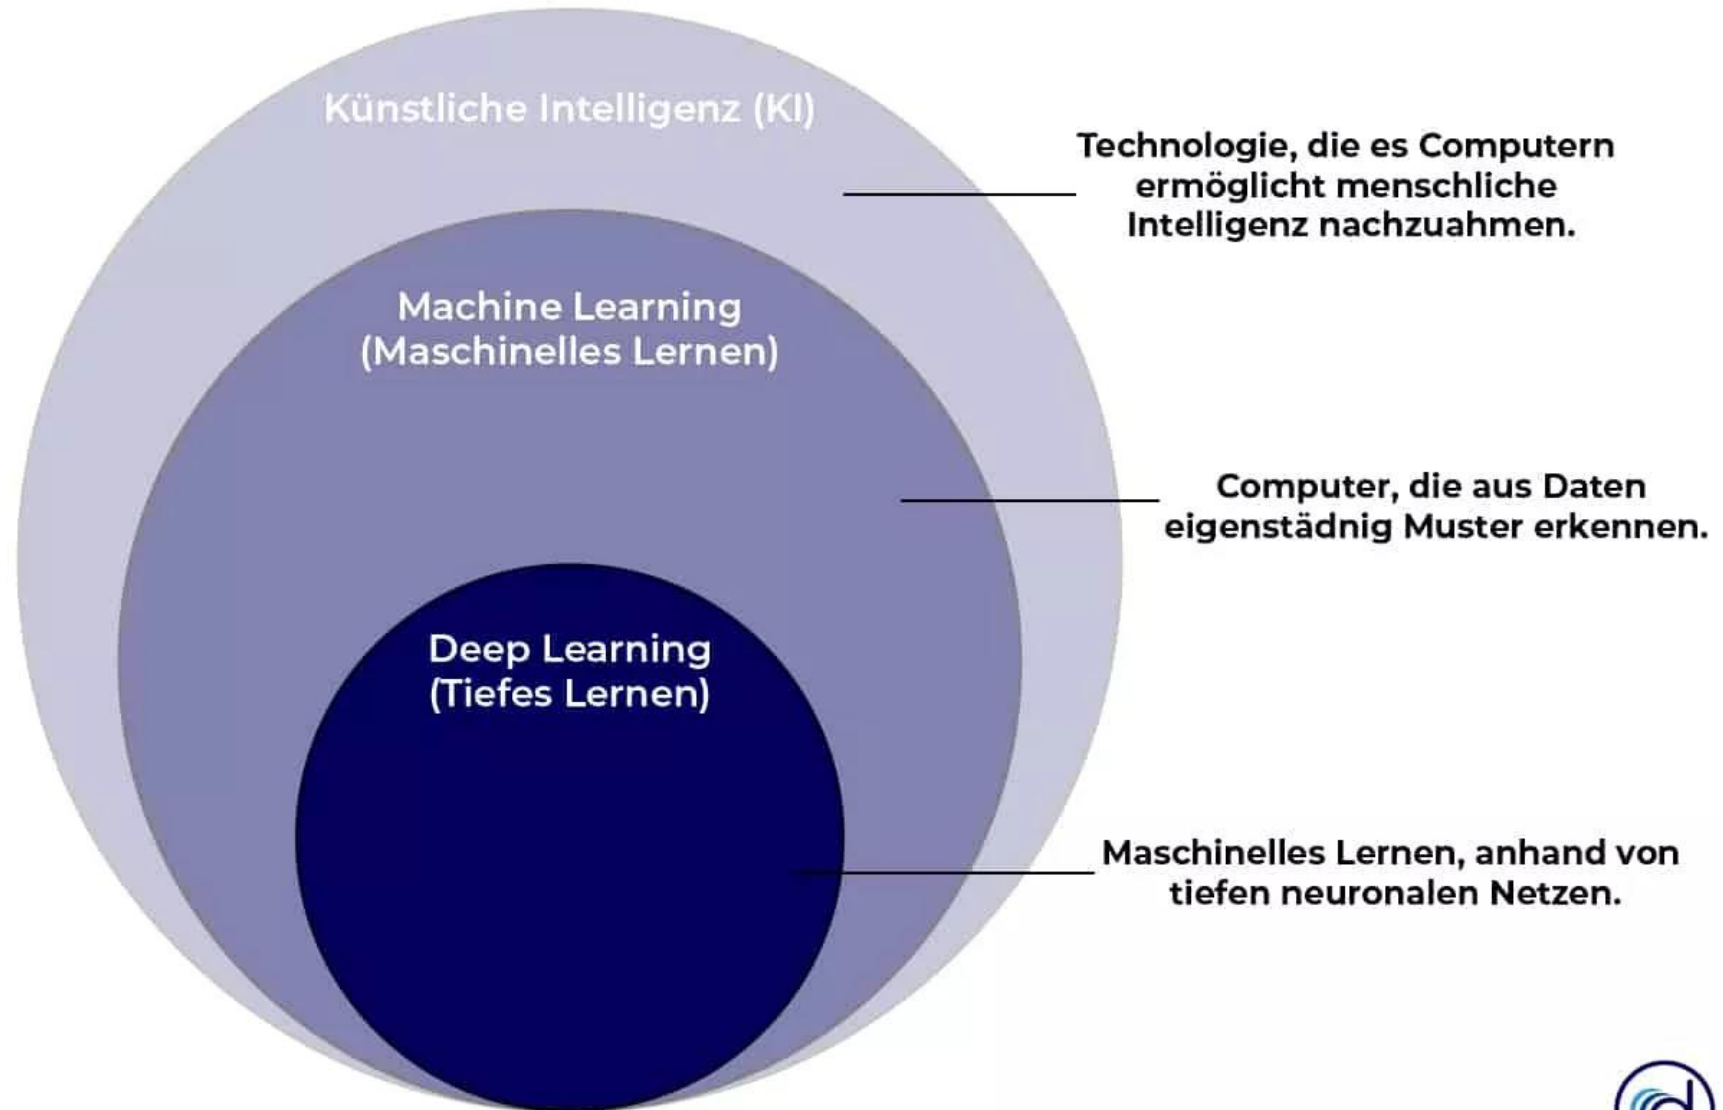 Künstliche Intelligenz (KI)
Technologie, die es Computern
ermöglicht menschliche
Intelligenz nachzuahmen.
Machine Learning
(Maschinelles Lernen)
Computer, die aus Daten
eigenstädnig Muster erkennen.
Deep Learning
(Tiefes Lernen)
Maschinelles Lernen, anhand von
tiefen neuronalen Netzen.